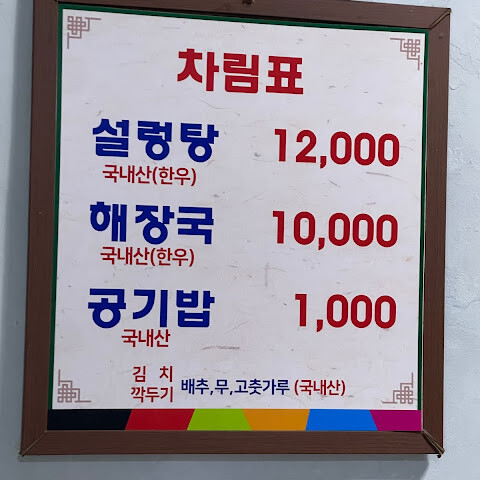 차림표
설렁탕 12,000
국내산(한우)
해장국 10,000
국내산(한우)
공기밥 1,000
국내산
김치
깍두기 배추,무,고춧가루 (국내산)